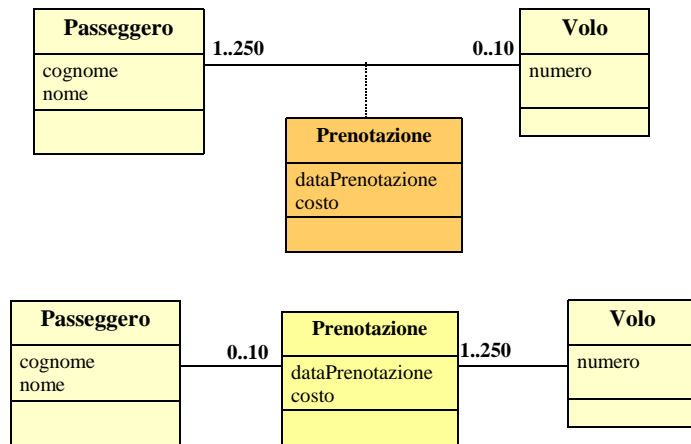 Passeggero
1..250
0..10
Volo
cognome
nome
numero
Prenotazione
dataPrenotazione
costo
Passeggero
Prenotazione
Volo
cognome
nome
0..10
dataPrenotazione
costo
1..250
numero